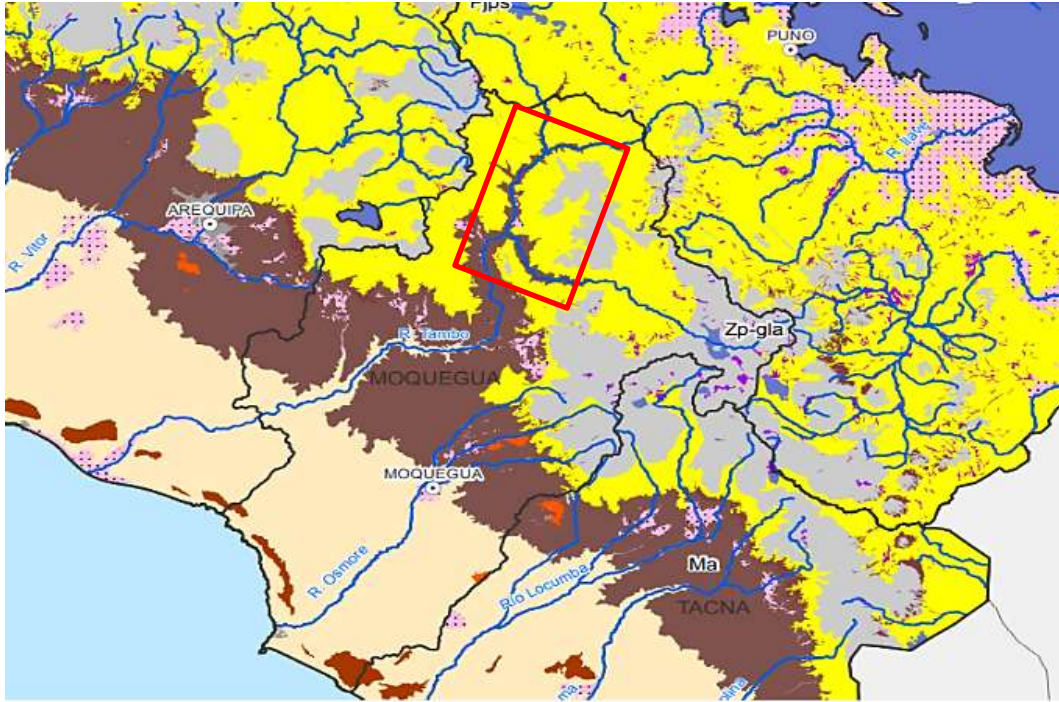 Pjps
PUNO
R. Ilave
AREQUIPA
R. Vitor
R. Tambo
Zp-gla
MOQUEGUA
MOQUEGUA
R. Osmore
Río Locumba
Ma
TACNA